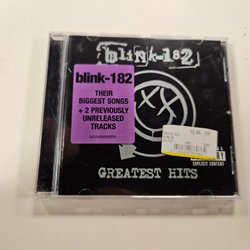 blink-182
blink-182
THEIR
BIGGEST SONGS
+ 2 PREVIOUSLY
UNRELEASED
TRACKS
EXPLICIT CONTENT
GREATEST HITS